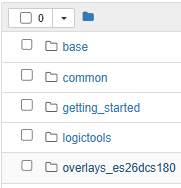 0
base
common
getting_started
logictools
overlays_es26dcs180